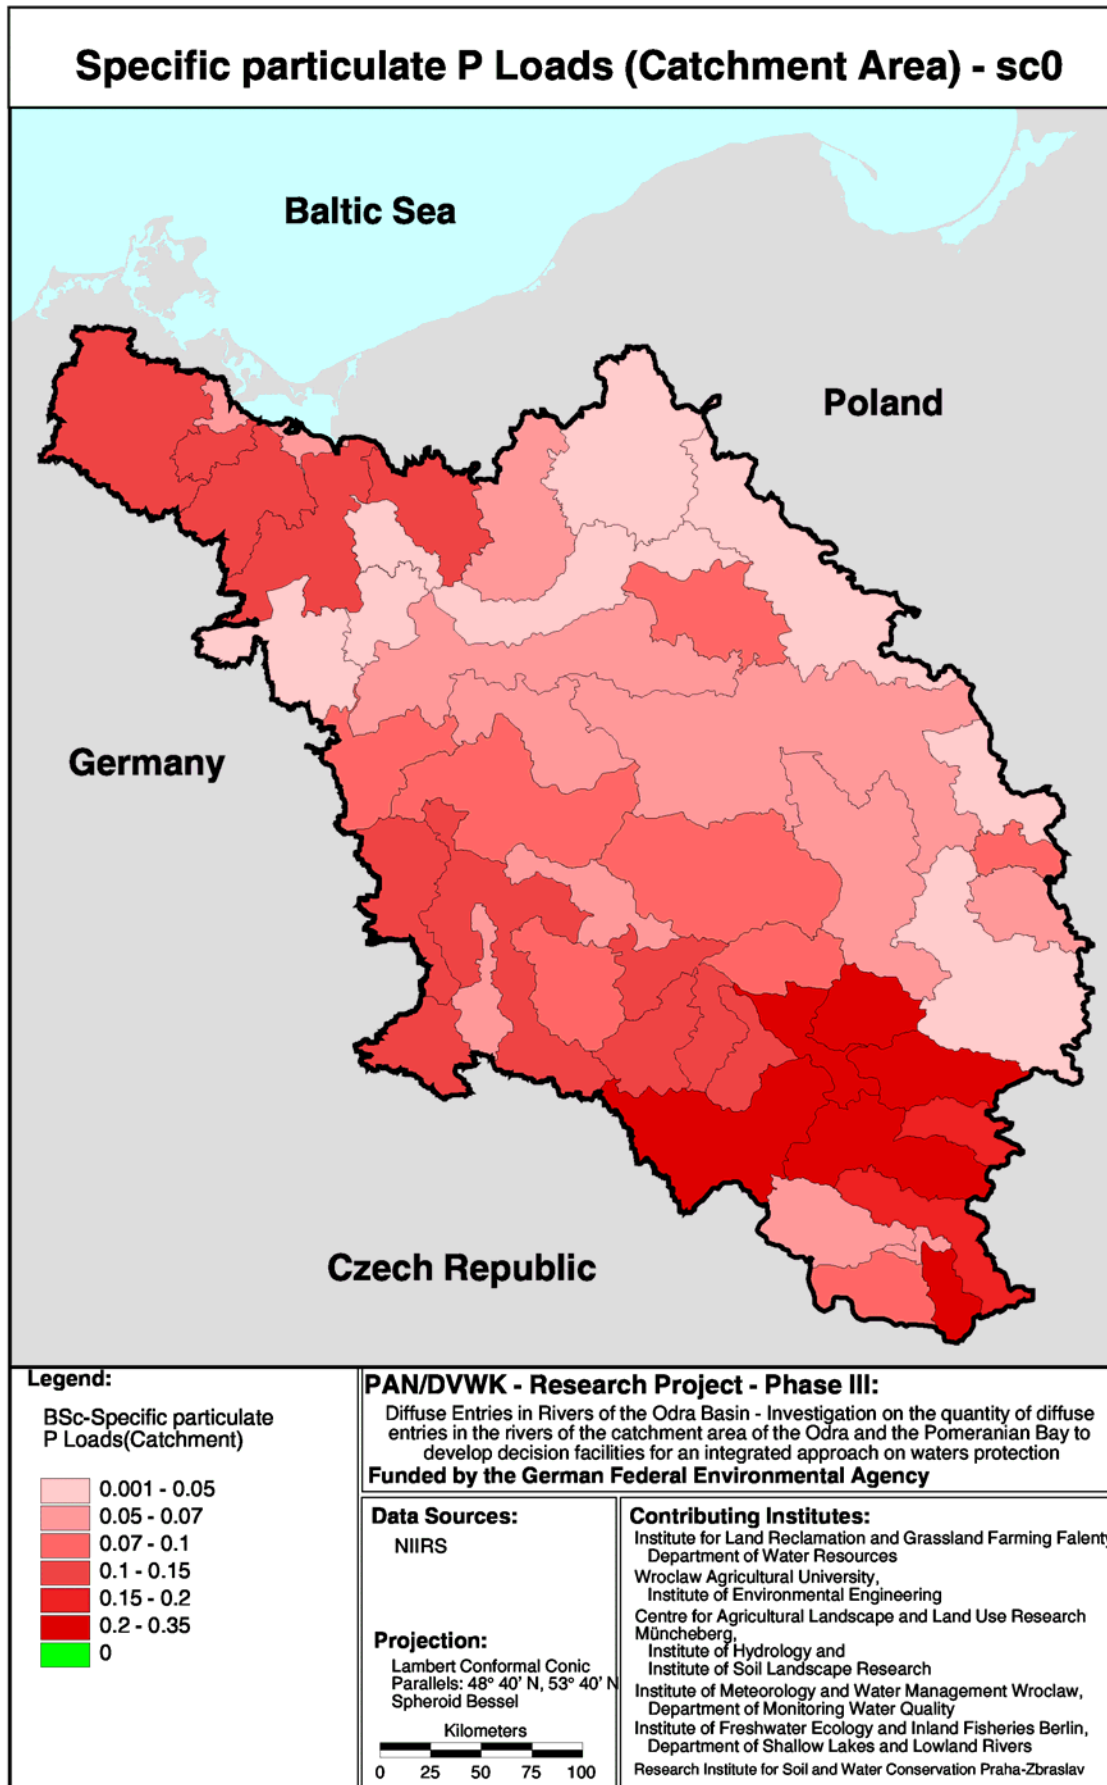 Specific particulate P Loads (Catchment Area) - sc0
Baltic Sea
Poland
Germany
Czech Republic
Legend:
BSc-Specific particulate
P Loads(Catchment)
0.001 - 0.05
0.05 - 0.07
0.07 - 0.1
0.1 - 0.15
0.15 - 0.2
0.2 - 0.35
0
PAN/DVWK - Research Project - Phase III:
Diffuse Entries in Rivers of the Odra Basin - Investigation on the quantity of diffuse
entries in the rivers of the catchment area of the Odra and the Pomeranian Bay to
develop decision facilities for an integrated approach on waters protection
Funded by the German Federal Environmental Agency
Data Sources:
NIIRS
Projection:
Lambert Conformal Conic
Parallels: 48° 40' N, 53° 40' N
Spheroid Bessel
Kilometers
0 25 50 75 100
Contributing Institutes:
Institute for Land Reclamation and Grassland Farming Falenty
Department of Water Resources
Wroclaw Agricultural University,
Institute of Environmental Engineering
Centre for Agricultural Landscape and Land Use Research
Müncheberg,
Institute of Hydrology and
Institute of Soil Landscape Research
Institute of Meteorology and Water Management Wroclaw,
Department of Monitoring Water Quality
Institute of Freshwater Ecology and Inland Fisheries Berlin,
Department of Shallow Lakes and Lowland Rivers
Research Institute for Soil and Water Conservation Praha-Zbraslav